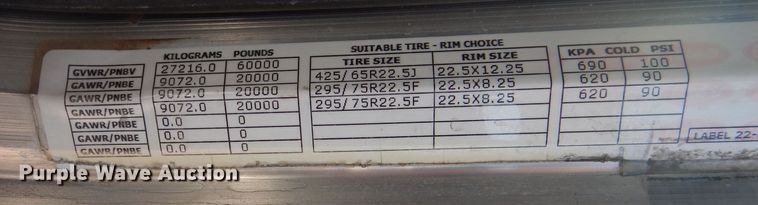 SUITABLE TIRE - RIM CHOICE
KILOGRAMS POUNDS TIRE SIZE RIM SIZE KPA COLD PSI
GVWR/PNBV 27216.0 60000
GAWR/PNBE 9072.0 20000 425/65R22.5J 22.5X12.25 690 100
GAWR/PNBE 9072.0 20000 295/75R22.5F 22.5X8.25 620 90
GAWR/PNBE 9072.0 20000 295/75R22.5F 22.5X8.25 620 90
GAWR/PNBE 0.0 0
GAWR/PNBE 0.0 0
GAWR/PNBE 0.0 0
LABEL 22-
Purple Wave Auction